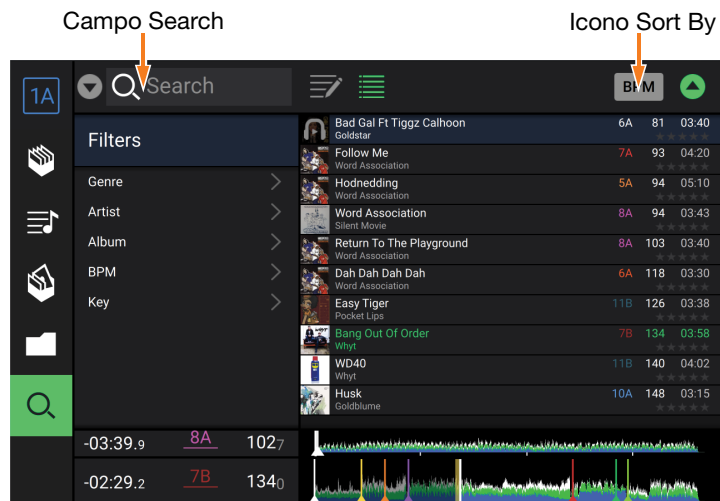 Campo Search
Icono Sort By
1A
Search
BPM
Filters
Genre
Artist
Album
BPM
Key
Bad Gal Ft Tiggz Calhoon 6A 81 03:40
Goldstar
Follow Me 7A 93 04:20
Word Association
Hodnedding 5A 94 05:10
Word Association
Word Association 8A 94 03:43
Silent Movie
Return To The Playground 8A 103 03:40
Word Association
Dah Dah Dah Dah 6A 118 03:30
Word Association
Easy Tiger 11B 126 03:38
Pocket Lips
Bang Out Of Order 7B 134 03:58
Whyt
WD40 11B 140 04:02
Whyt
Husk 10A 148 03:15
Goldblume
-03:39.9 8A 1027
-02:29.2 7B 1340